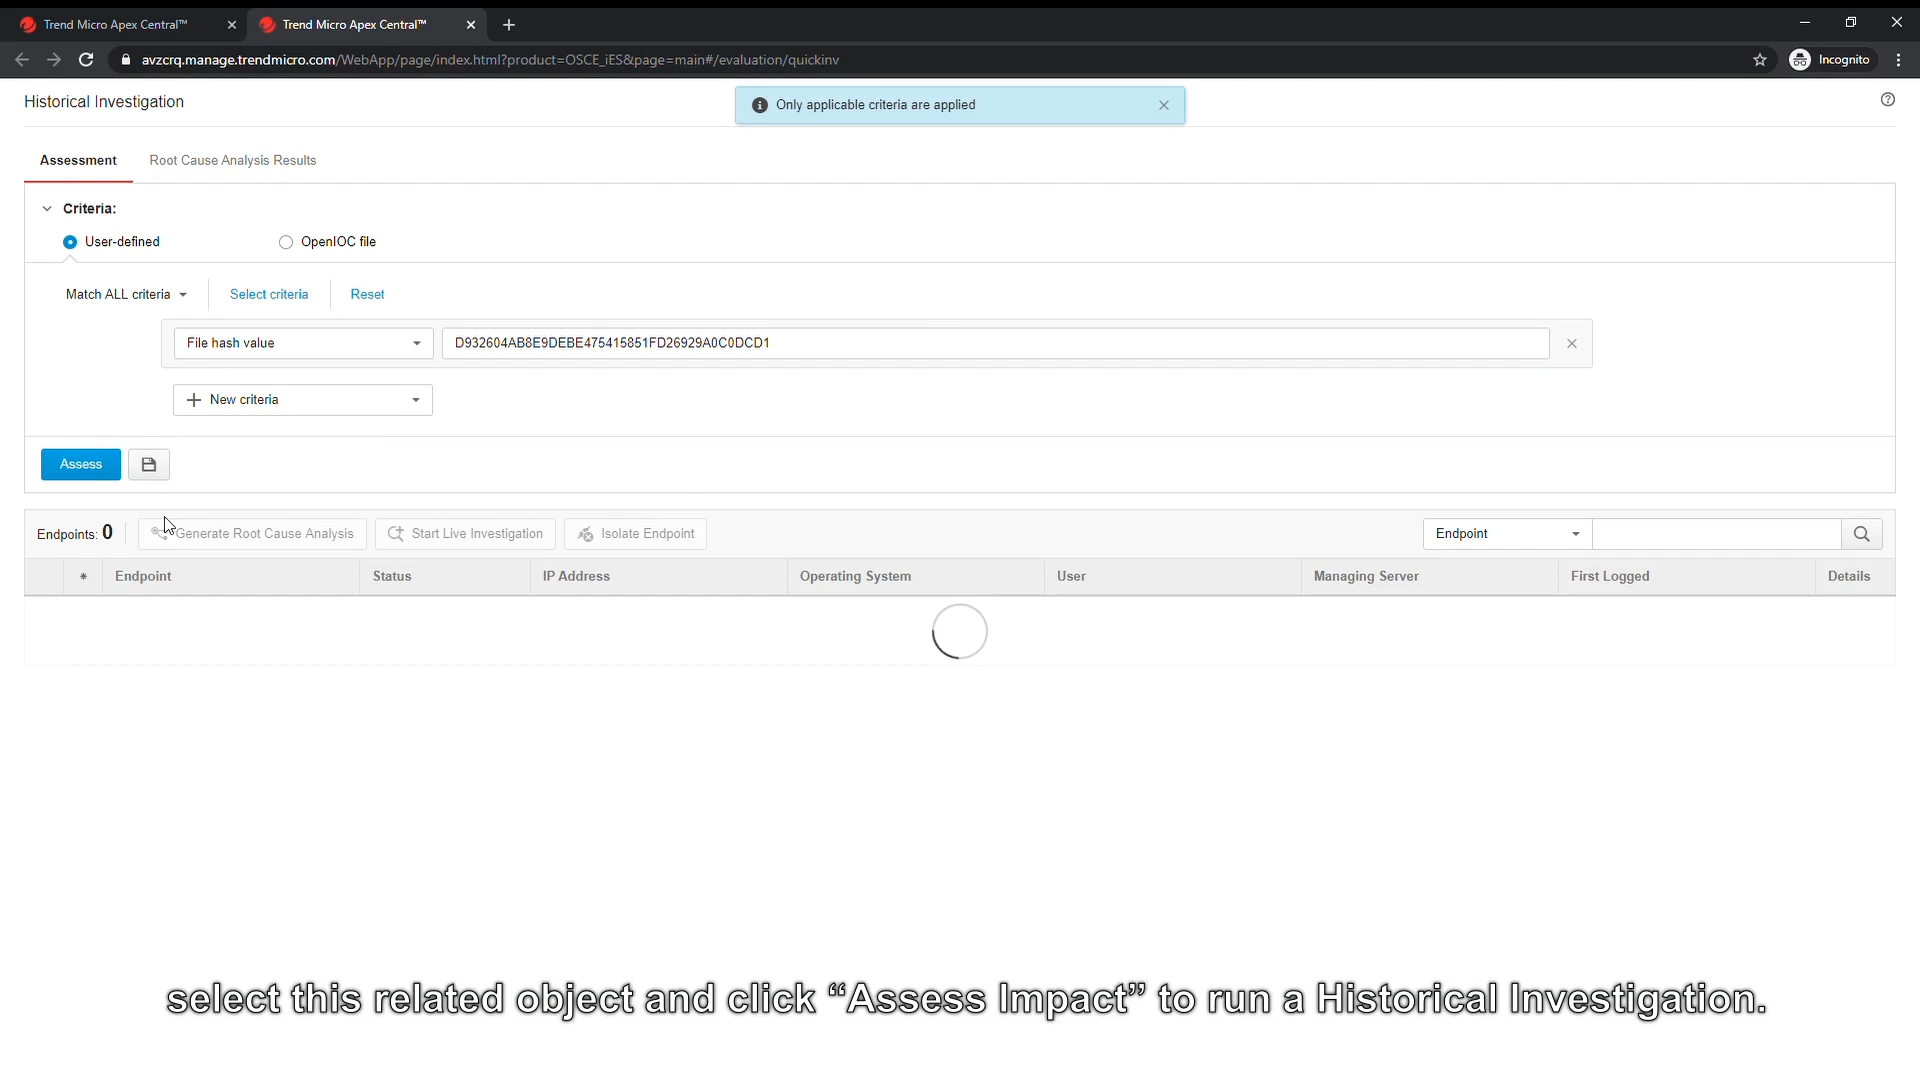 Trend Micro Apex Central™
Trend Micro Apex Central™
avzcrq.manage.trendmicro.com/WebApp/page/index.html?product=OSCE_iES&page=main#/evaluation/quickinv
Incognito
Historical Investigation
Only applicable criteria are applied
Assessment
Root Cause Analysis Results
Criteria:
User-defined
OpenIOC file
Match ALL criteria
Select criteria
Reset
File hash value
D932604AB8E9DEBE475415851FD26929A0C0DCD1
New criteria
Assess
Endpoints: 0
Generate Root Cause Analysis
Start Live Investigation
Isolate Endpoint
Endpoint
* Endpoint Status IP Address Operating System User Managing Server First Logged Details
select this related object and click “Assess Impact” to run a Historical Investigation.